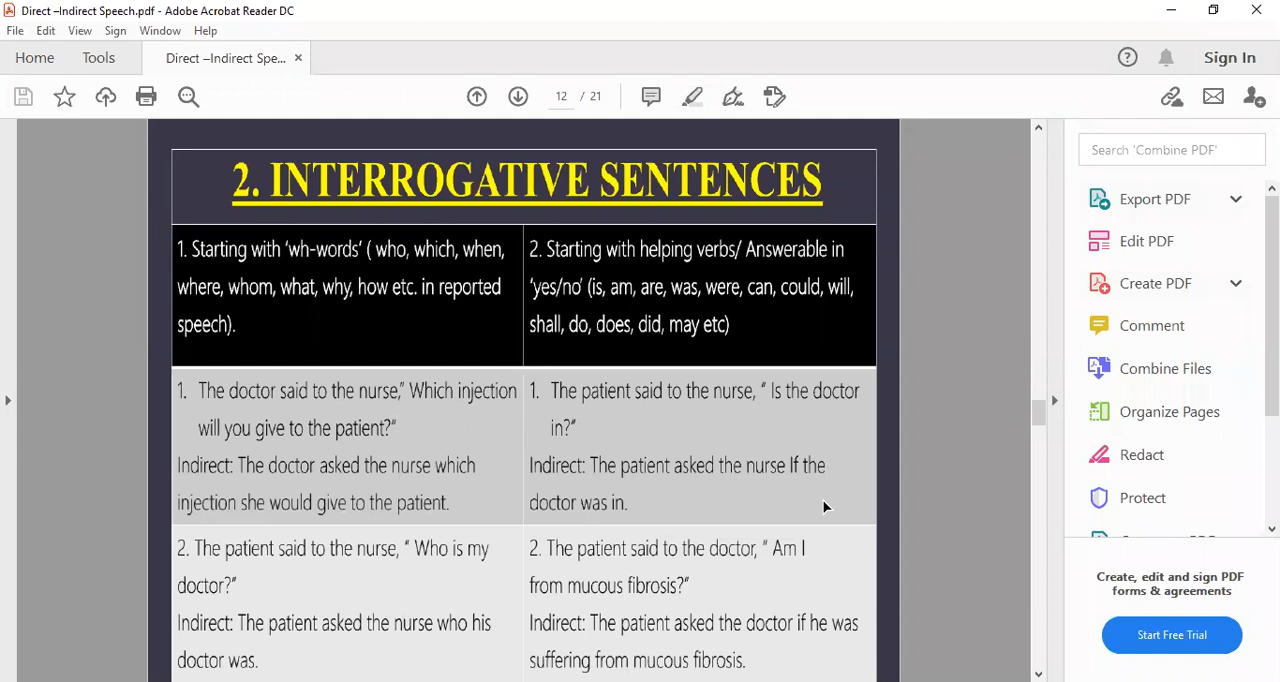 Direct –Indirect Speech.pdf - Adobe Acrobat Reader DC
File Edit View Sign Window Help
Home Tools Direct –Indirect Spe... × Sign In
12 / 21
Search 'Combine PDF'
Export PDF
Edit PDF
Create PDF
Comment
Combine Files
Organize Pages
Redact
Protect
Create, edit and sign PDF
forms & agreements
Start Free Trial
2. INTERROGATIVE SENTENCES
1. Starting with ‘wh-words’ ( who, which, when,
where, whom, what, why, how etc. in reported
speech).
2. Starting with helping verbs/ Answerable in
‘yes/no’ (is, am, are, was, were, can, could, will,
shall, do, does, did, may etc)
1. The doctor said to the nurse,” Which injection
will you give to the patient?“
Indirect: The doctor asked the nurse which
injection she would give to the patient.
1. The patient said to the nurse, “ Is the doctor
in?”
Indirect: The patient asked the nurse If the
doctor was in.
2. The patient said to the nurse, “ Who is my
doctor?”
Indirect: The patient asked the nurse who his
doctor was.
2. The patient said to the doctor, “ Am I
from mucous fibrosis?”
Indirect: The patient asked the doctor if he was
suffering from mucous fibrosis.